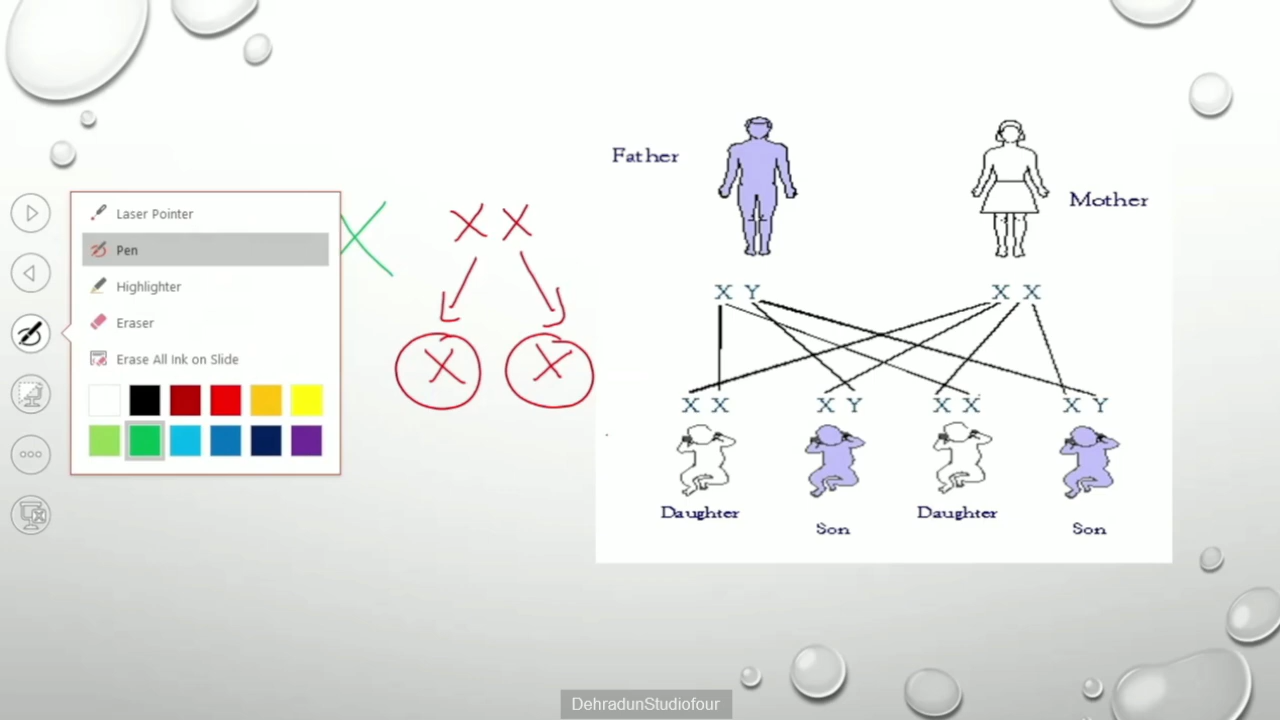 Laser Pointer
Pen
Highlighter
Eraser
Erase All Ink on Slide
X
X X
X X
Father
Mother
X Y X X
X X X Y X X X Y
Daughter Son Daughter Son
DehradunStudiofour